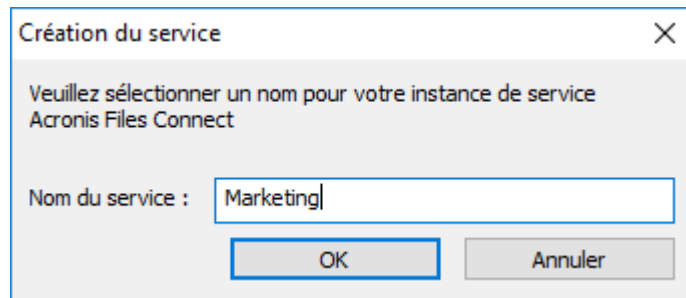 Création du service
Veuillez sélectionner un nom pour votre instance de service
Acronis Files Connect
Nom du service : Marketing
OK Annuler